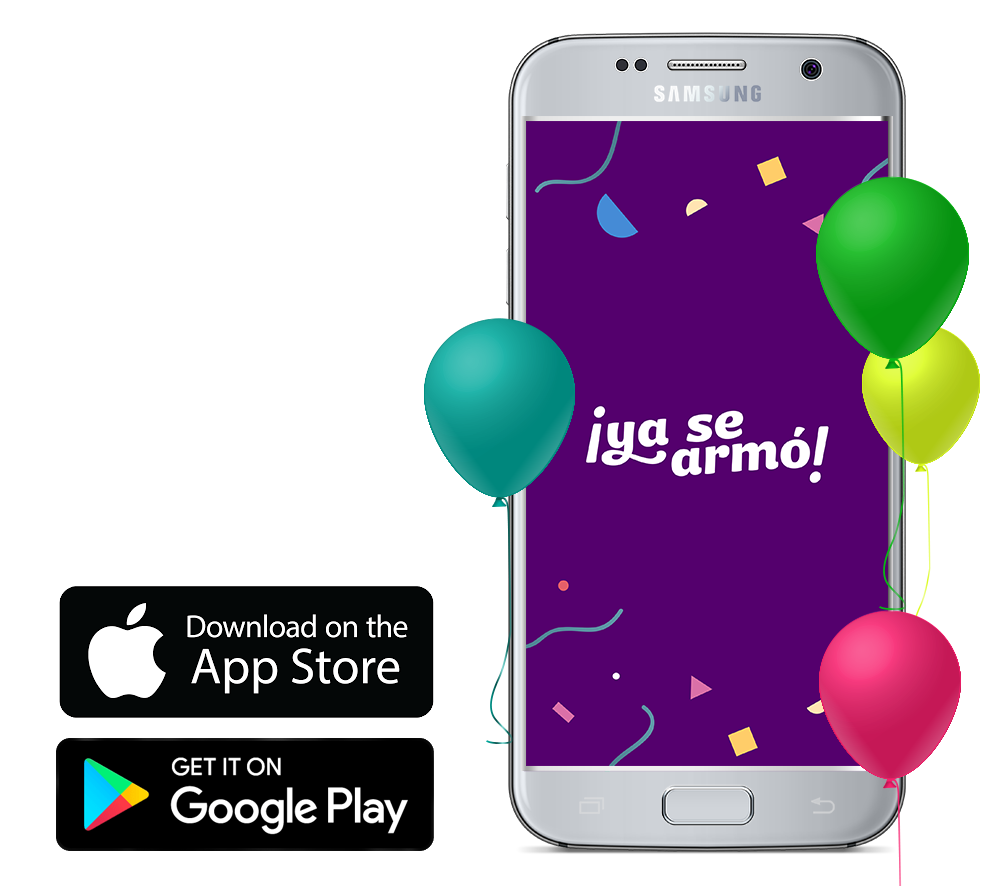 SAMSUNG
¡ya se
armó!
Download on the
App Store
GET IT ON
Google Play